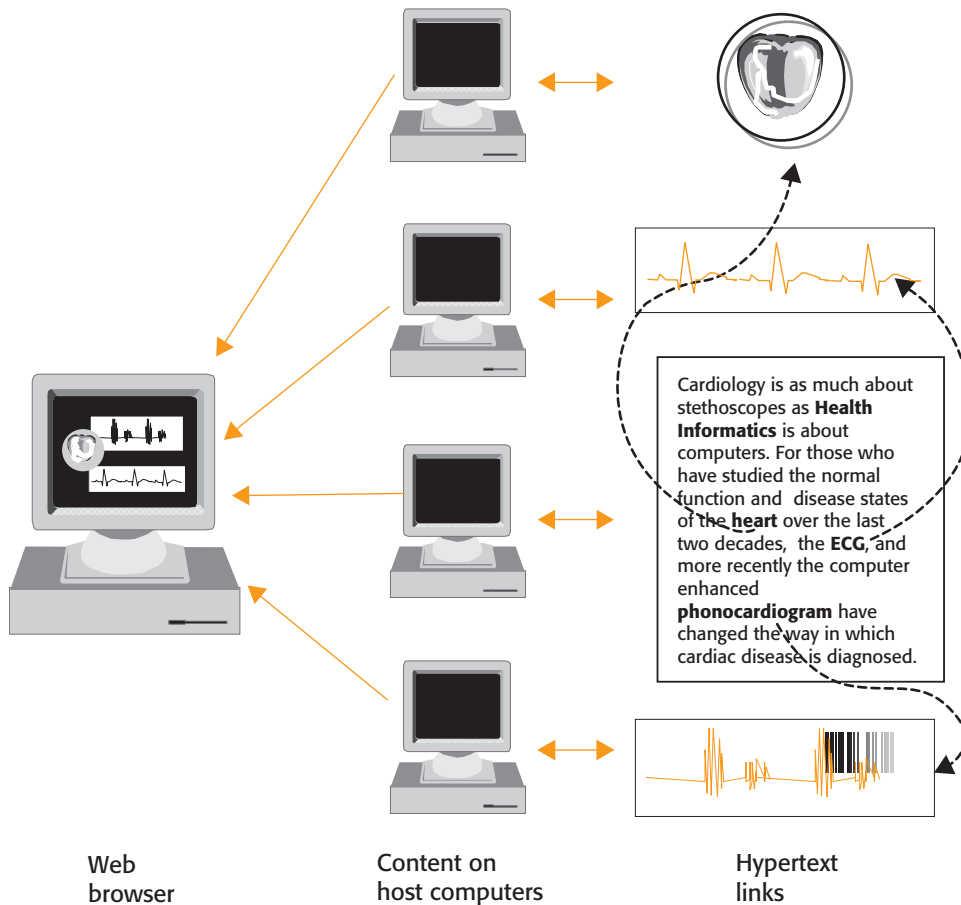 Cardiology is as much about
stethoscopes as Health
Informatics is about
computers. For those who
have studied the normal
function and disease states
of the heart over the last
two decades, the ECG, and
more recently the computer
enhanced
phonocardiogram have
changed the way in which
cardiac disease is diagnosed.
Web
browser
Content on
host computers
Hypertext
links